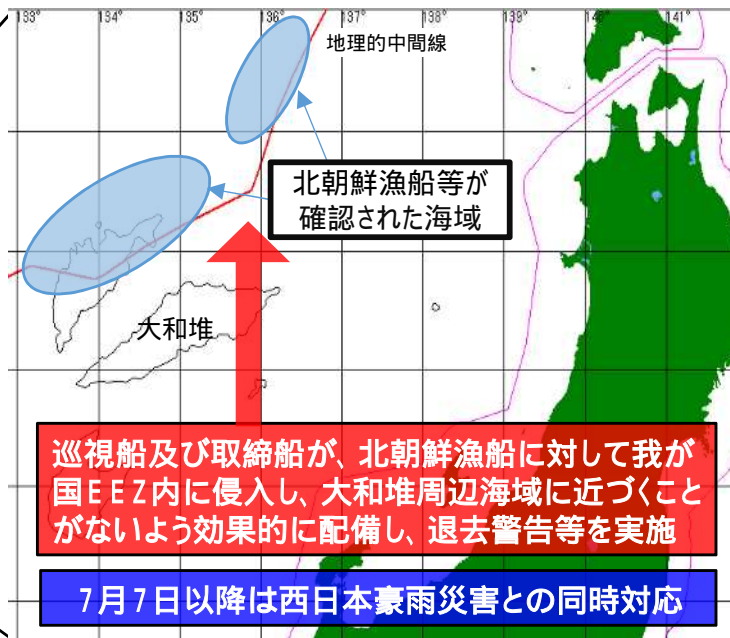 133° 134° 135° 136° 137° 138° 139° 140° 141°
地理的中間線
北朝鮮漁船等が
確認された海域
大和堆
巡視船及び取締船が、北朝鮮漁船に対して我が
国ＥＥＺ内に侵入し、大和堆周辺海域に近づくこと
がないよう効果的に配備し、退去警告等を実施
7月7日以降は西日本豪雨災害との同時対応